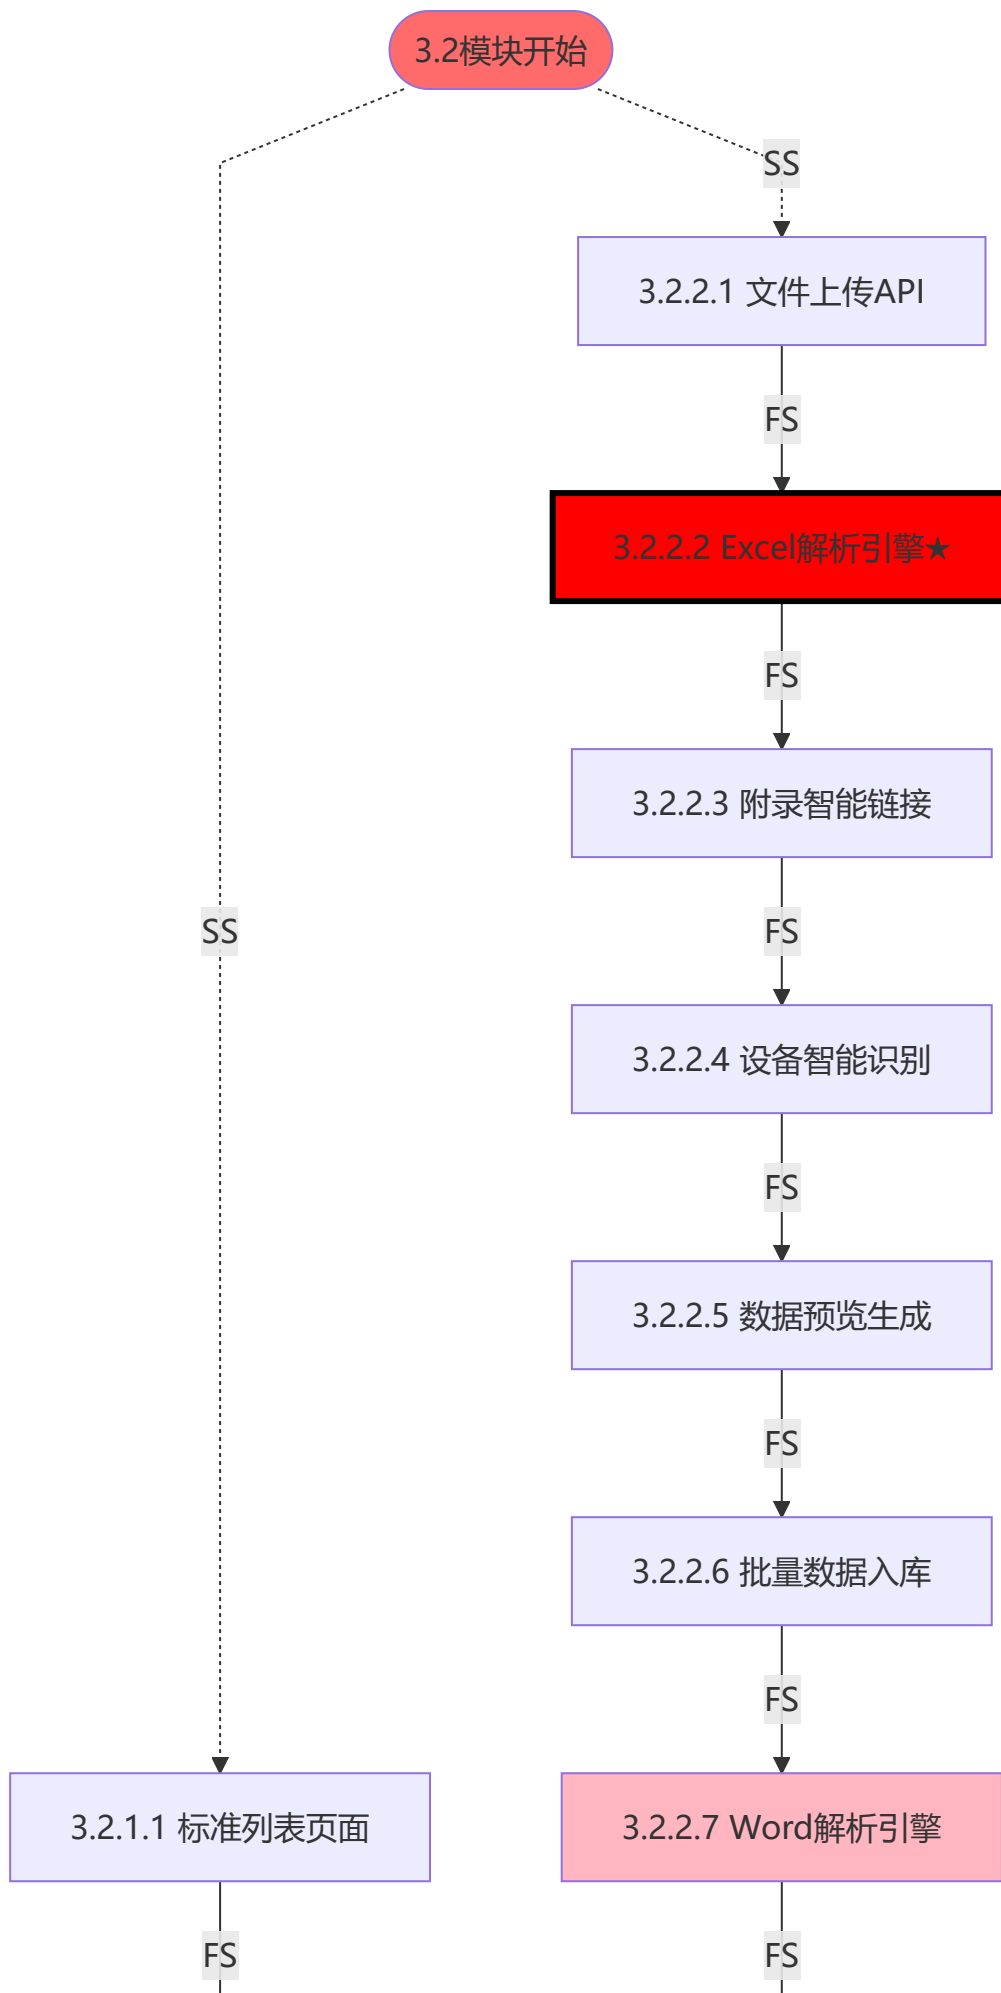 3.2模块开始
SS
3.2.2.1 文件上传API
FS
3.2.2.2 Excel解析引擎★
FS
3.2.2.3 附录智能链接
SS
FS
3.2.2.4 设备智能识别
FS
3.2.2.5 数据预览生成
FS
3.2.2.6 批量数据入库
FS
3.2.1.1 标准列表页面
3.2.2.7 Word解析引擎
FS
FS